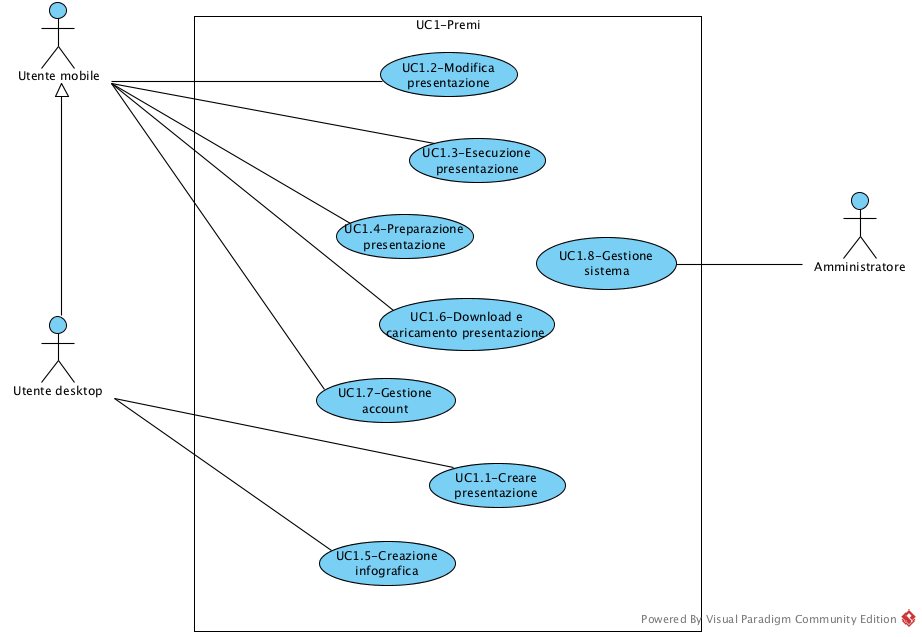 UC1-Premi
Utente mobile
UC1.2-Modifica
presentazione
UC1.3-Esecuzione
presentazione
UC1.4-Preparazione
presentazione
UC1.8-Gestione
sistema
Amministratore
UC1.6-Download e
caricamento presentazione
Utente desktop
UC1.7-Gestione
account
UC1.1-Creare
presentazione
UC1.5-Creazione
infografica
Powered By Visual Paradigm Community Edition